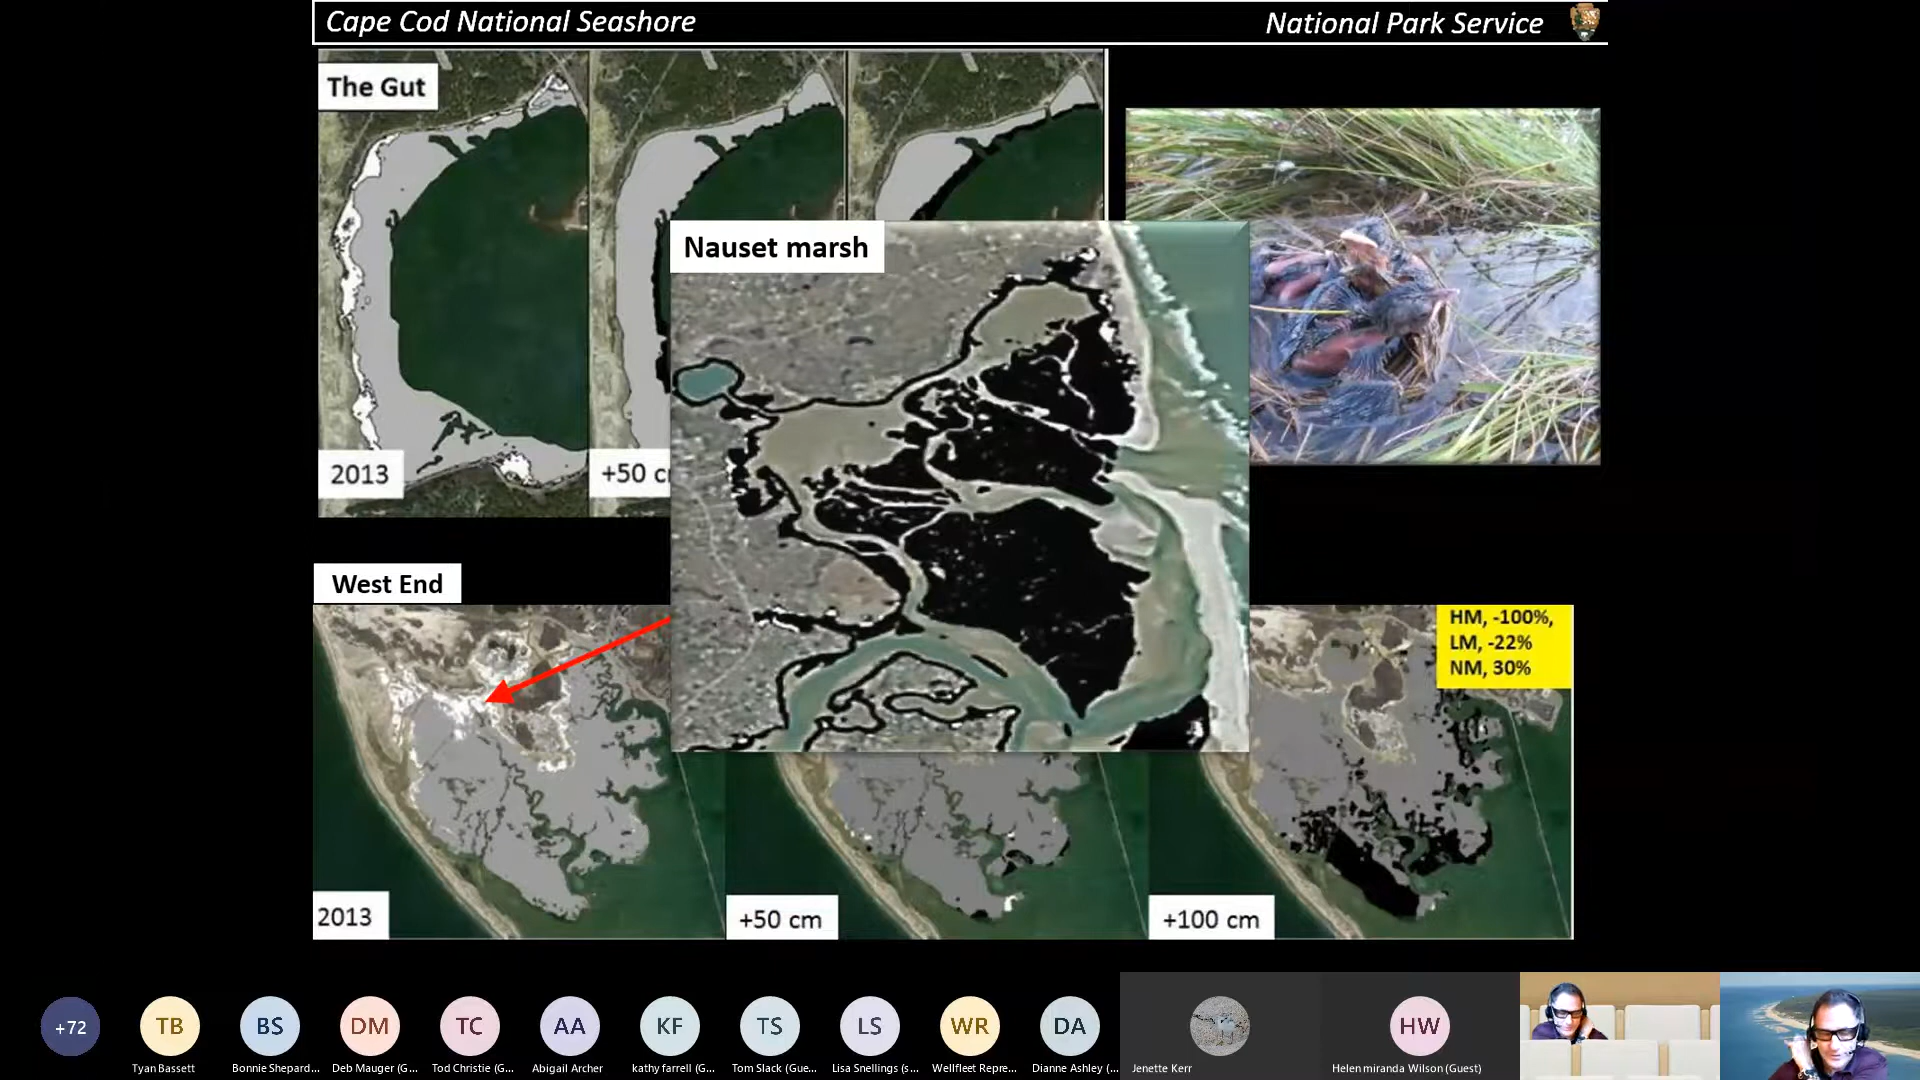 Cape Cod National Seashore
National Park Service
The Gut
Nauset marsh
2013
+50 c
West End
HM, -100%,
LM, -22%
NM, 30%
2013
+50 cm
+100 cm
+72
TB
BS
DM
TC
AA
KF
TS
LS
WR
DA
HW
Tyan Bassett
Bonnie Shepard...
Deb Mauger (G...
Tod Christie (G...
Abigail Archer
kathy farrell (G...
Tom Slack (Gue...
Lisa Snellings (s...
Wellfleet Repre...
Dianne Ashley (...
Jenette Kerr
Helen miranda Wilson (Guest)